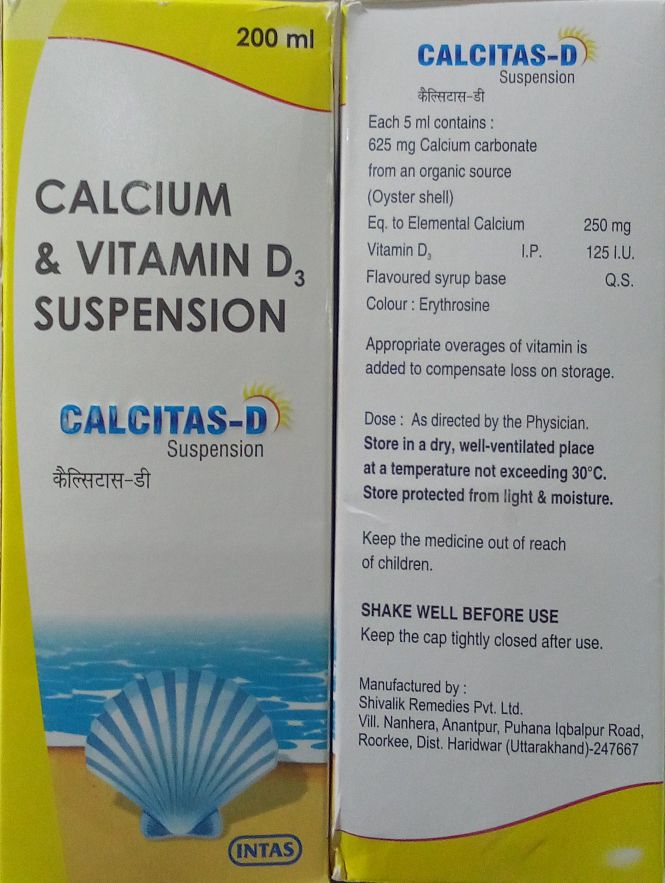 200 ml
CALCIUM
& VITAMIN D3
SUSPENSION
CALCITAS-D
Suspension
कैल्सिटास-डी
INTAS
CALCITAS-D
Suspension
कैल्सिटास-डी
Each 5 ml contains :
625 mg Calcium carbonate
from an organic source
(Oyster shell)
Eq. to Elemental Calcium 250 mg
Vitamin D3 I.P. 125 I.U.
Flavoured syrup base Q.S.
Colour : Erythrosine
Appropriate overages of vitamin is
added to compensate loss on storage.
Dose : As directed by the Physician.
Store in a dry, well-ventilated place
at a temperature not exceeding 30°C.
Store protected from light & moisture.
Keep the medicine out of reach
of children.
SHAKE WELL BEFORE USE
Keep the cap tightly closed after use.
Manufactured by :
Shivalik Remedies Pvt. Ltd.
Vill. Nanhera, Anantpur, Puhana Iqbalpur Road,
Roorkee, Dist. Haridwar (Uttarakhand)-247667